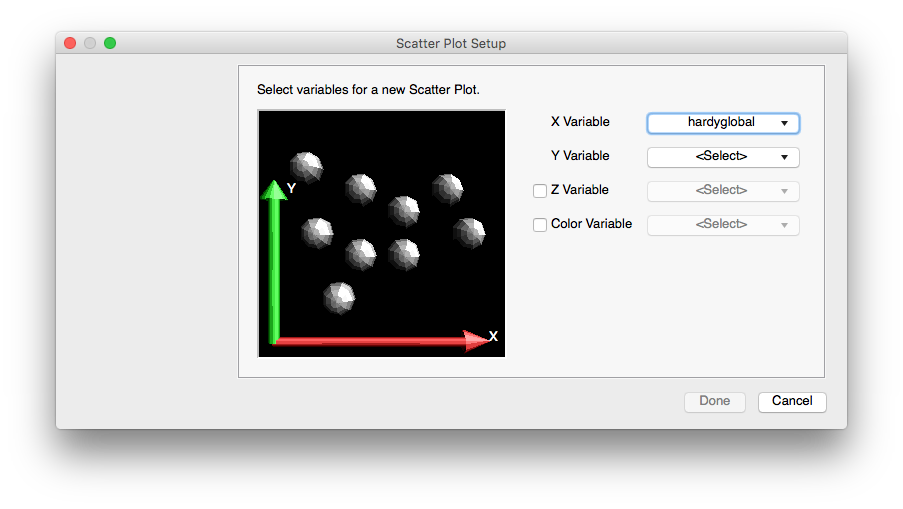 Scatter Plot Setup
Select variables for a new Scatter Plot.
Y
X
X Variable hardyglobal
Y Variable <Select>
Z Variable <Select>
Color Variable <Select>
Done Cancel